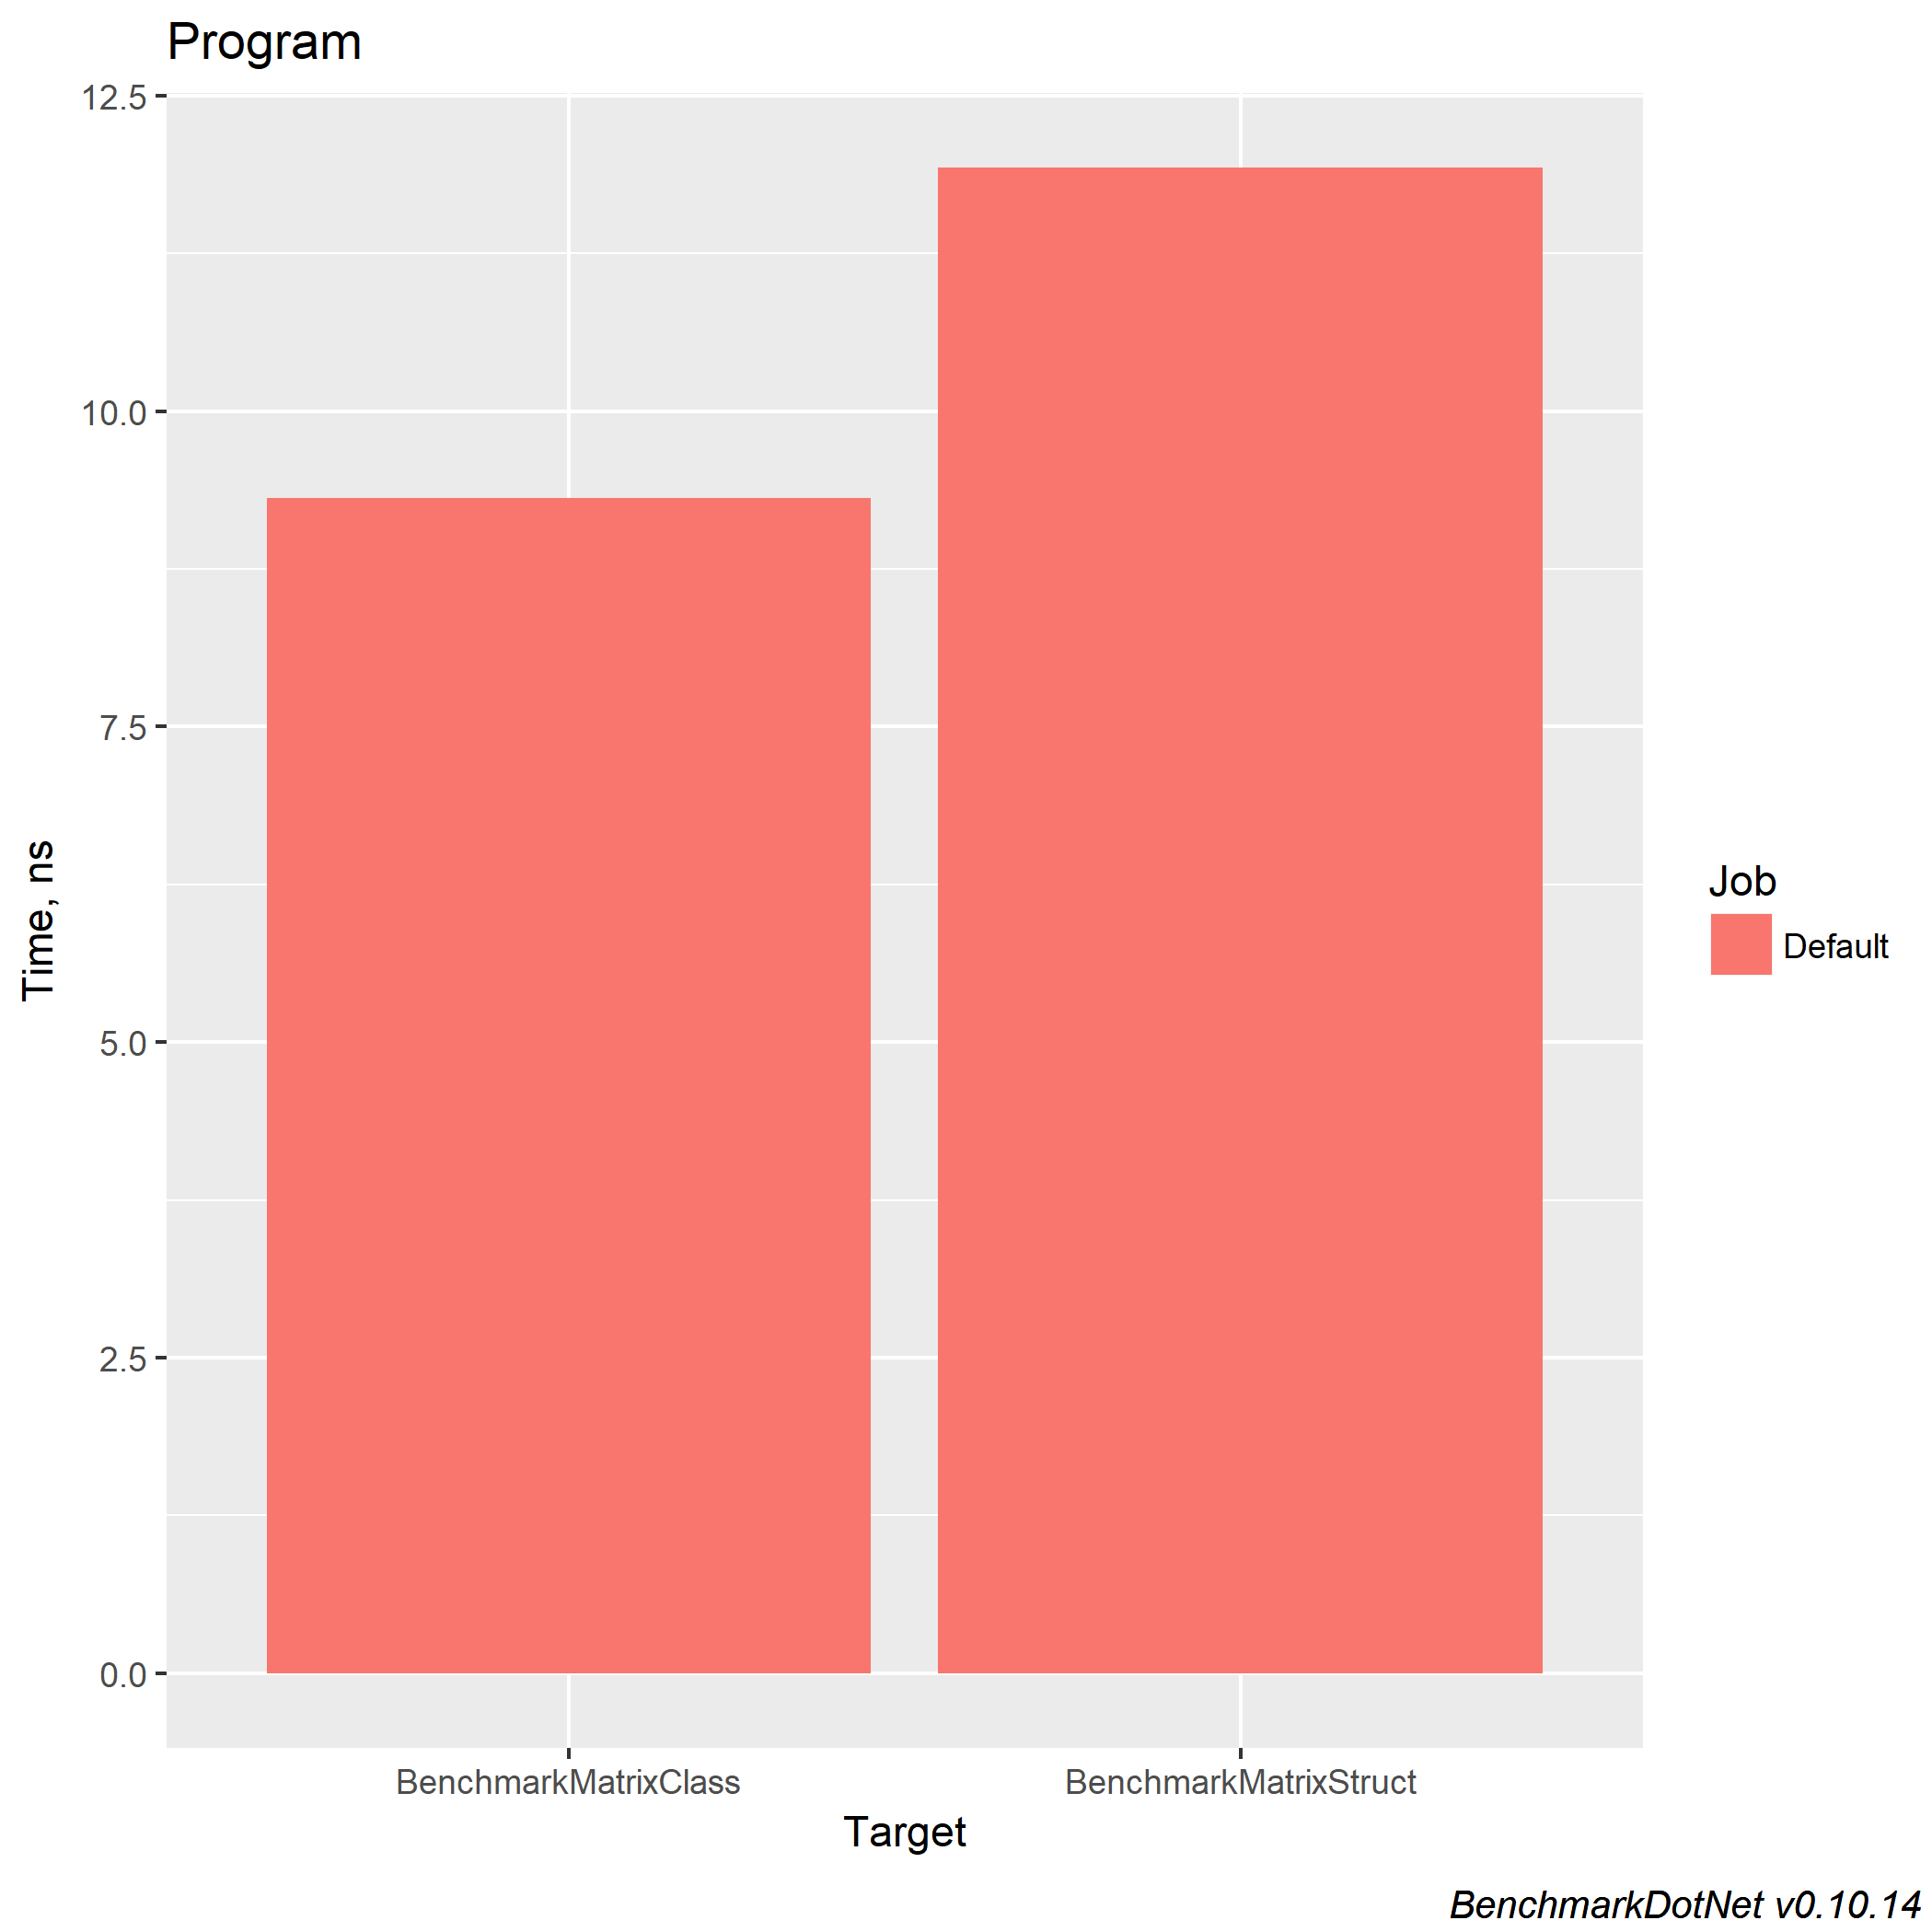 Program
12.5
10.0
7.5
5.0
2.5
0.0
Time, ns
BenchmarkMatrixClass
BenchmarkMatrixStruct
Target
Job
Default
BenchmarkDotNet v0.10.14